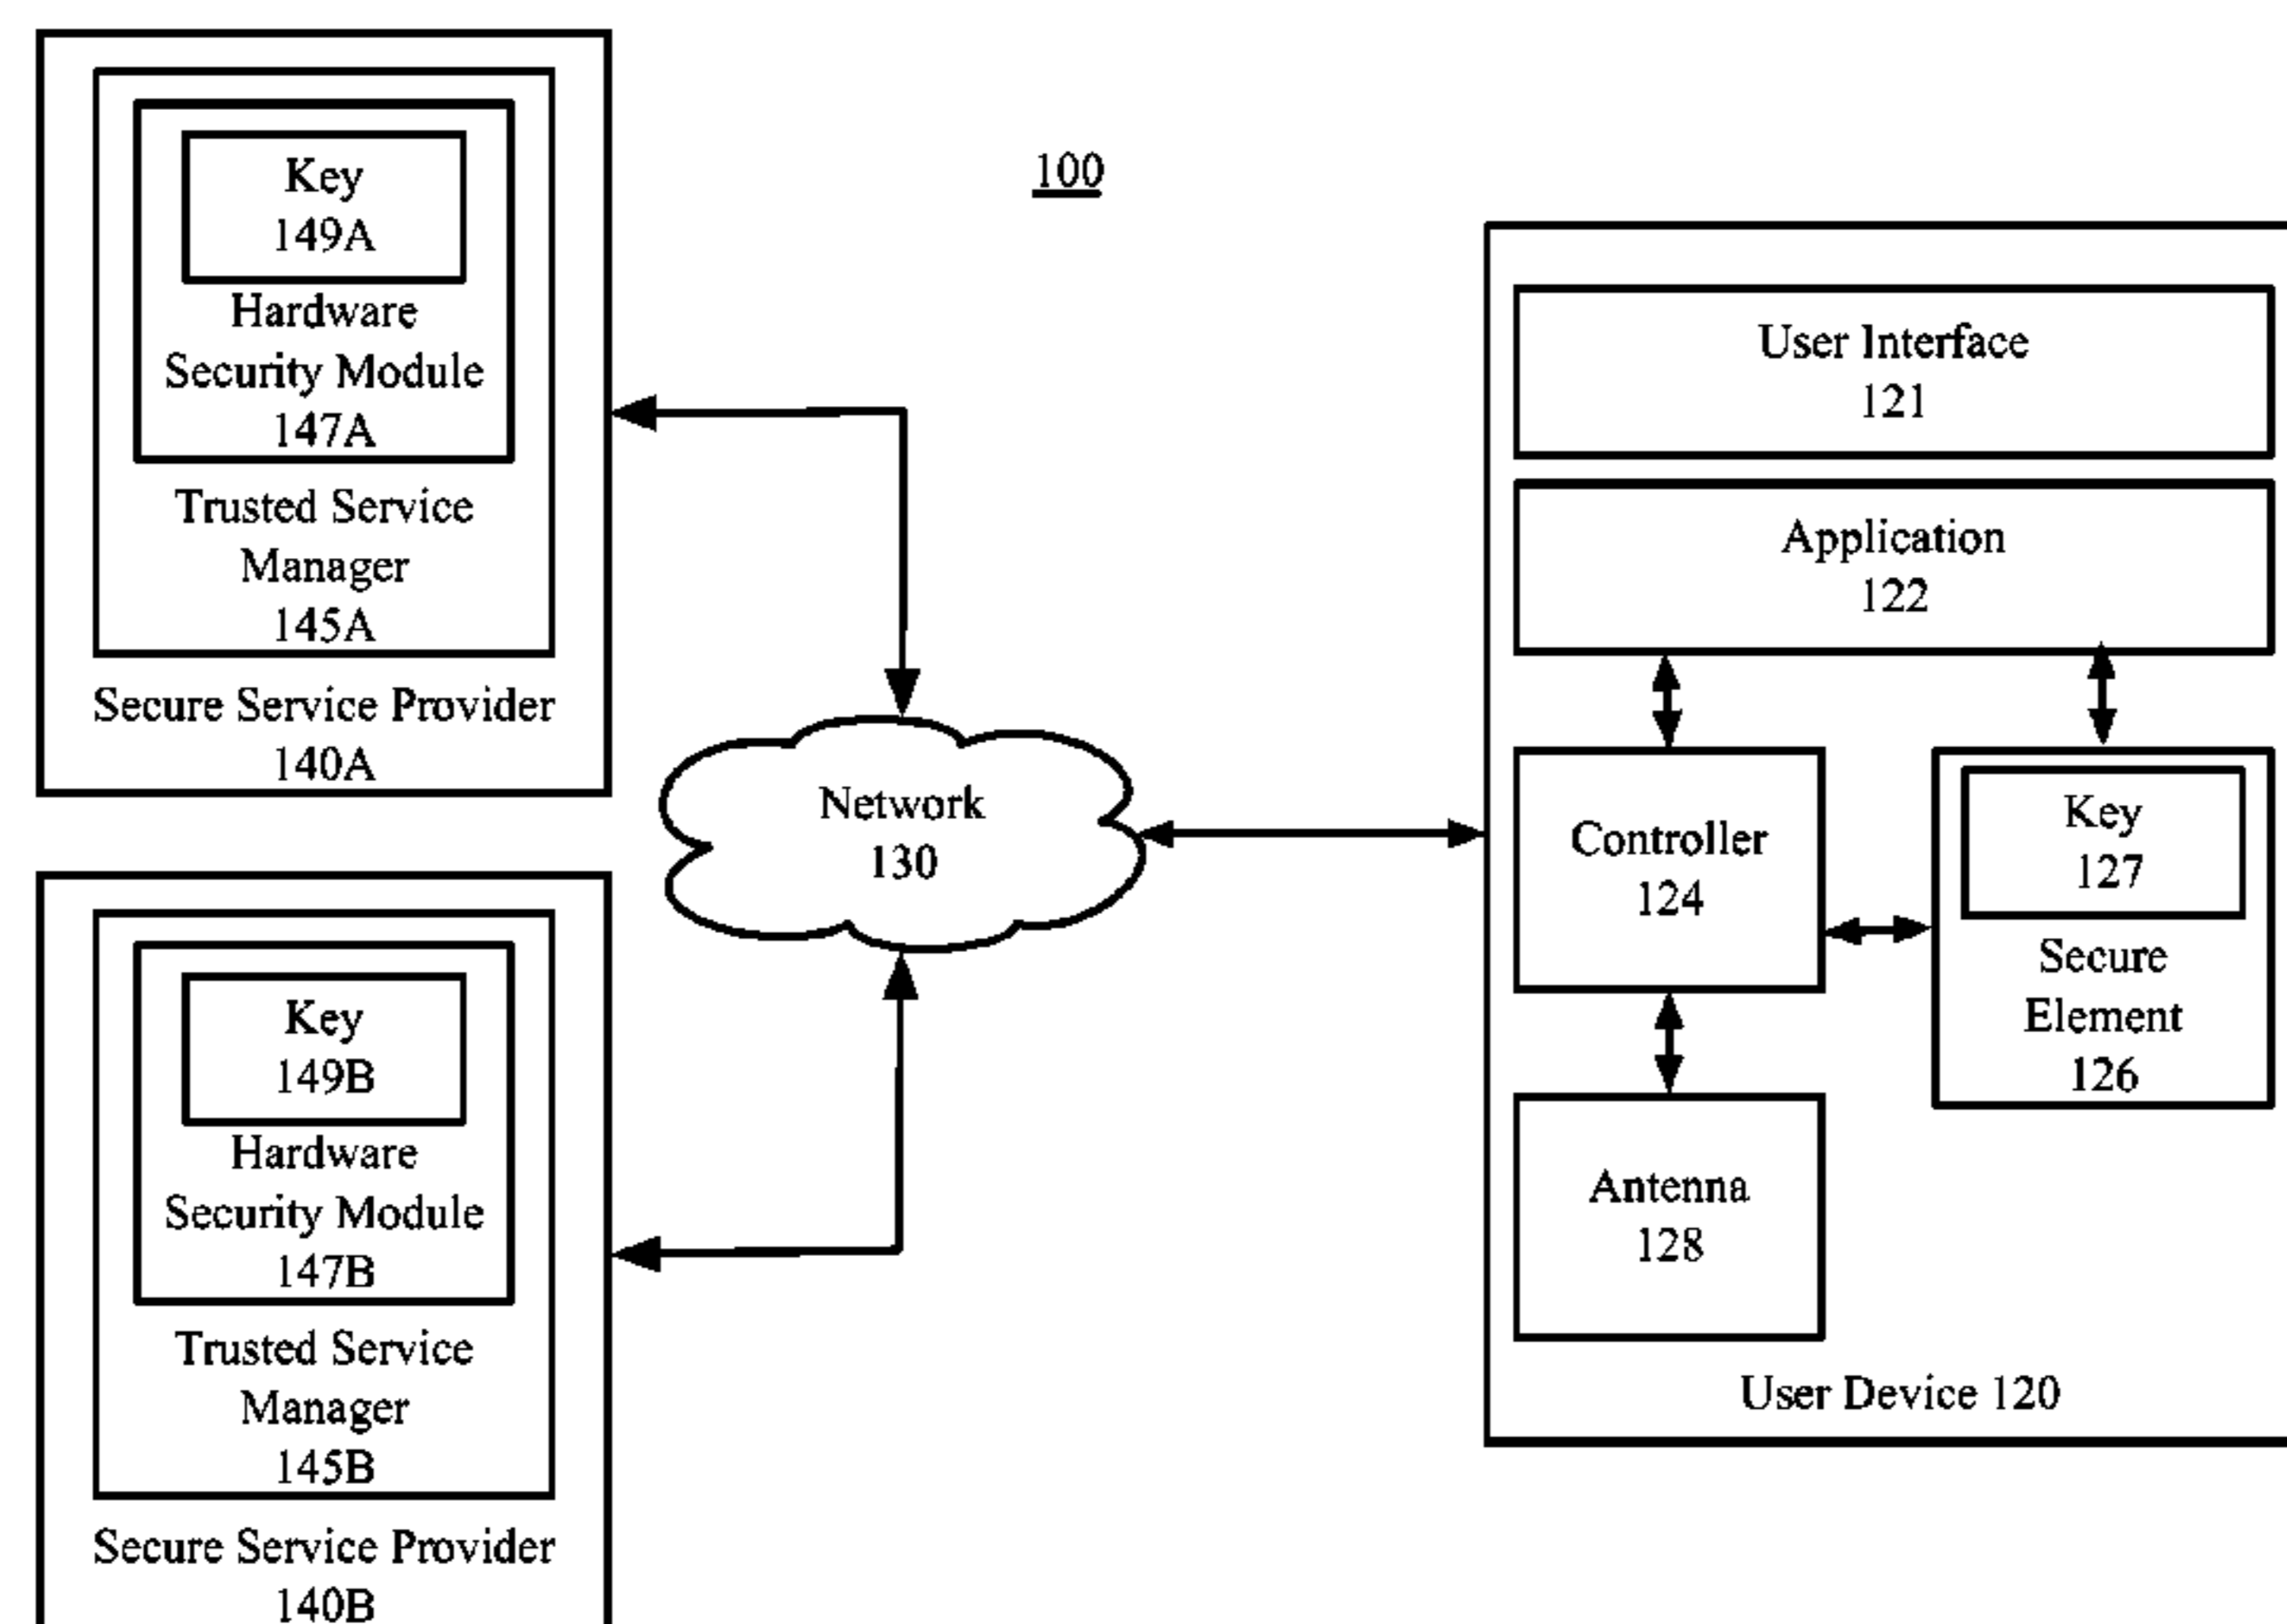 Key
149A
Hardware
Security Module
147A
Trusted Service
Manager
145A
Secure Service Provider
140A
Key
149B
Hardware
Security Module
147B
Trusted Service
Manager
145B
Secure Service Provider
140B
100
Network
130
User Interface
121
Application
122
Controller
124
Key
127
Secure
Element
126
Antenna
128
User Device 120